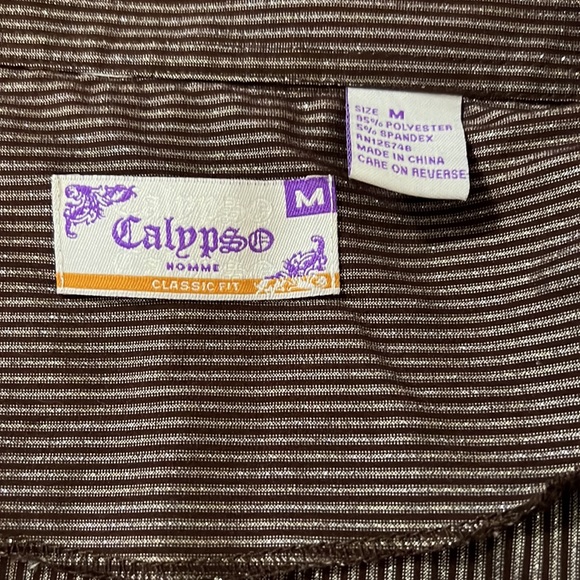 SIZE M
95% POLYESTER
5% SPANDEX
RN125748
MADE IN CHINA
CARE ON REVERSE
M
Calypso
HOMME
CLASSIC FIT